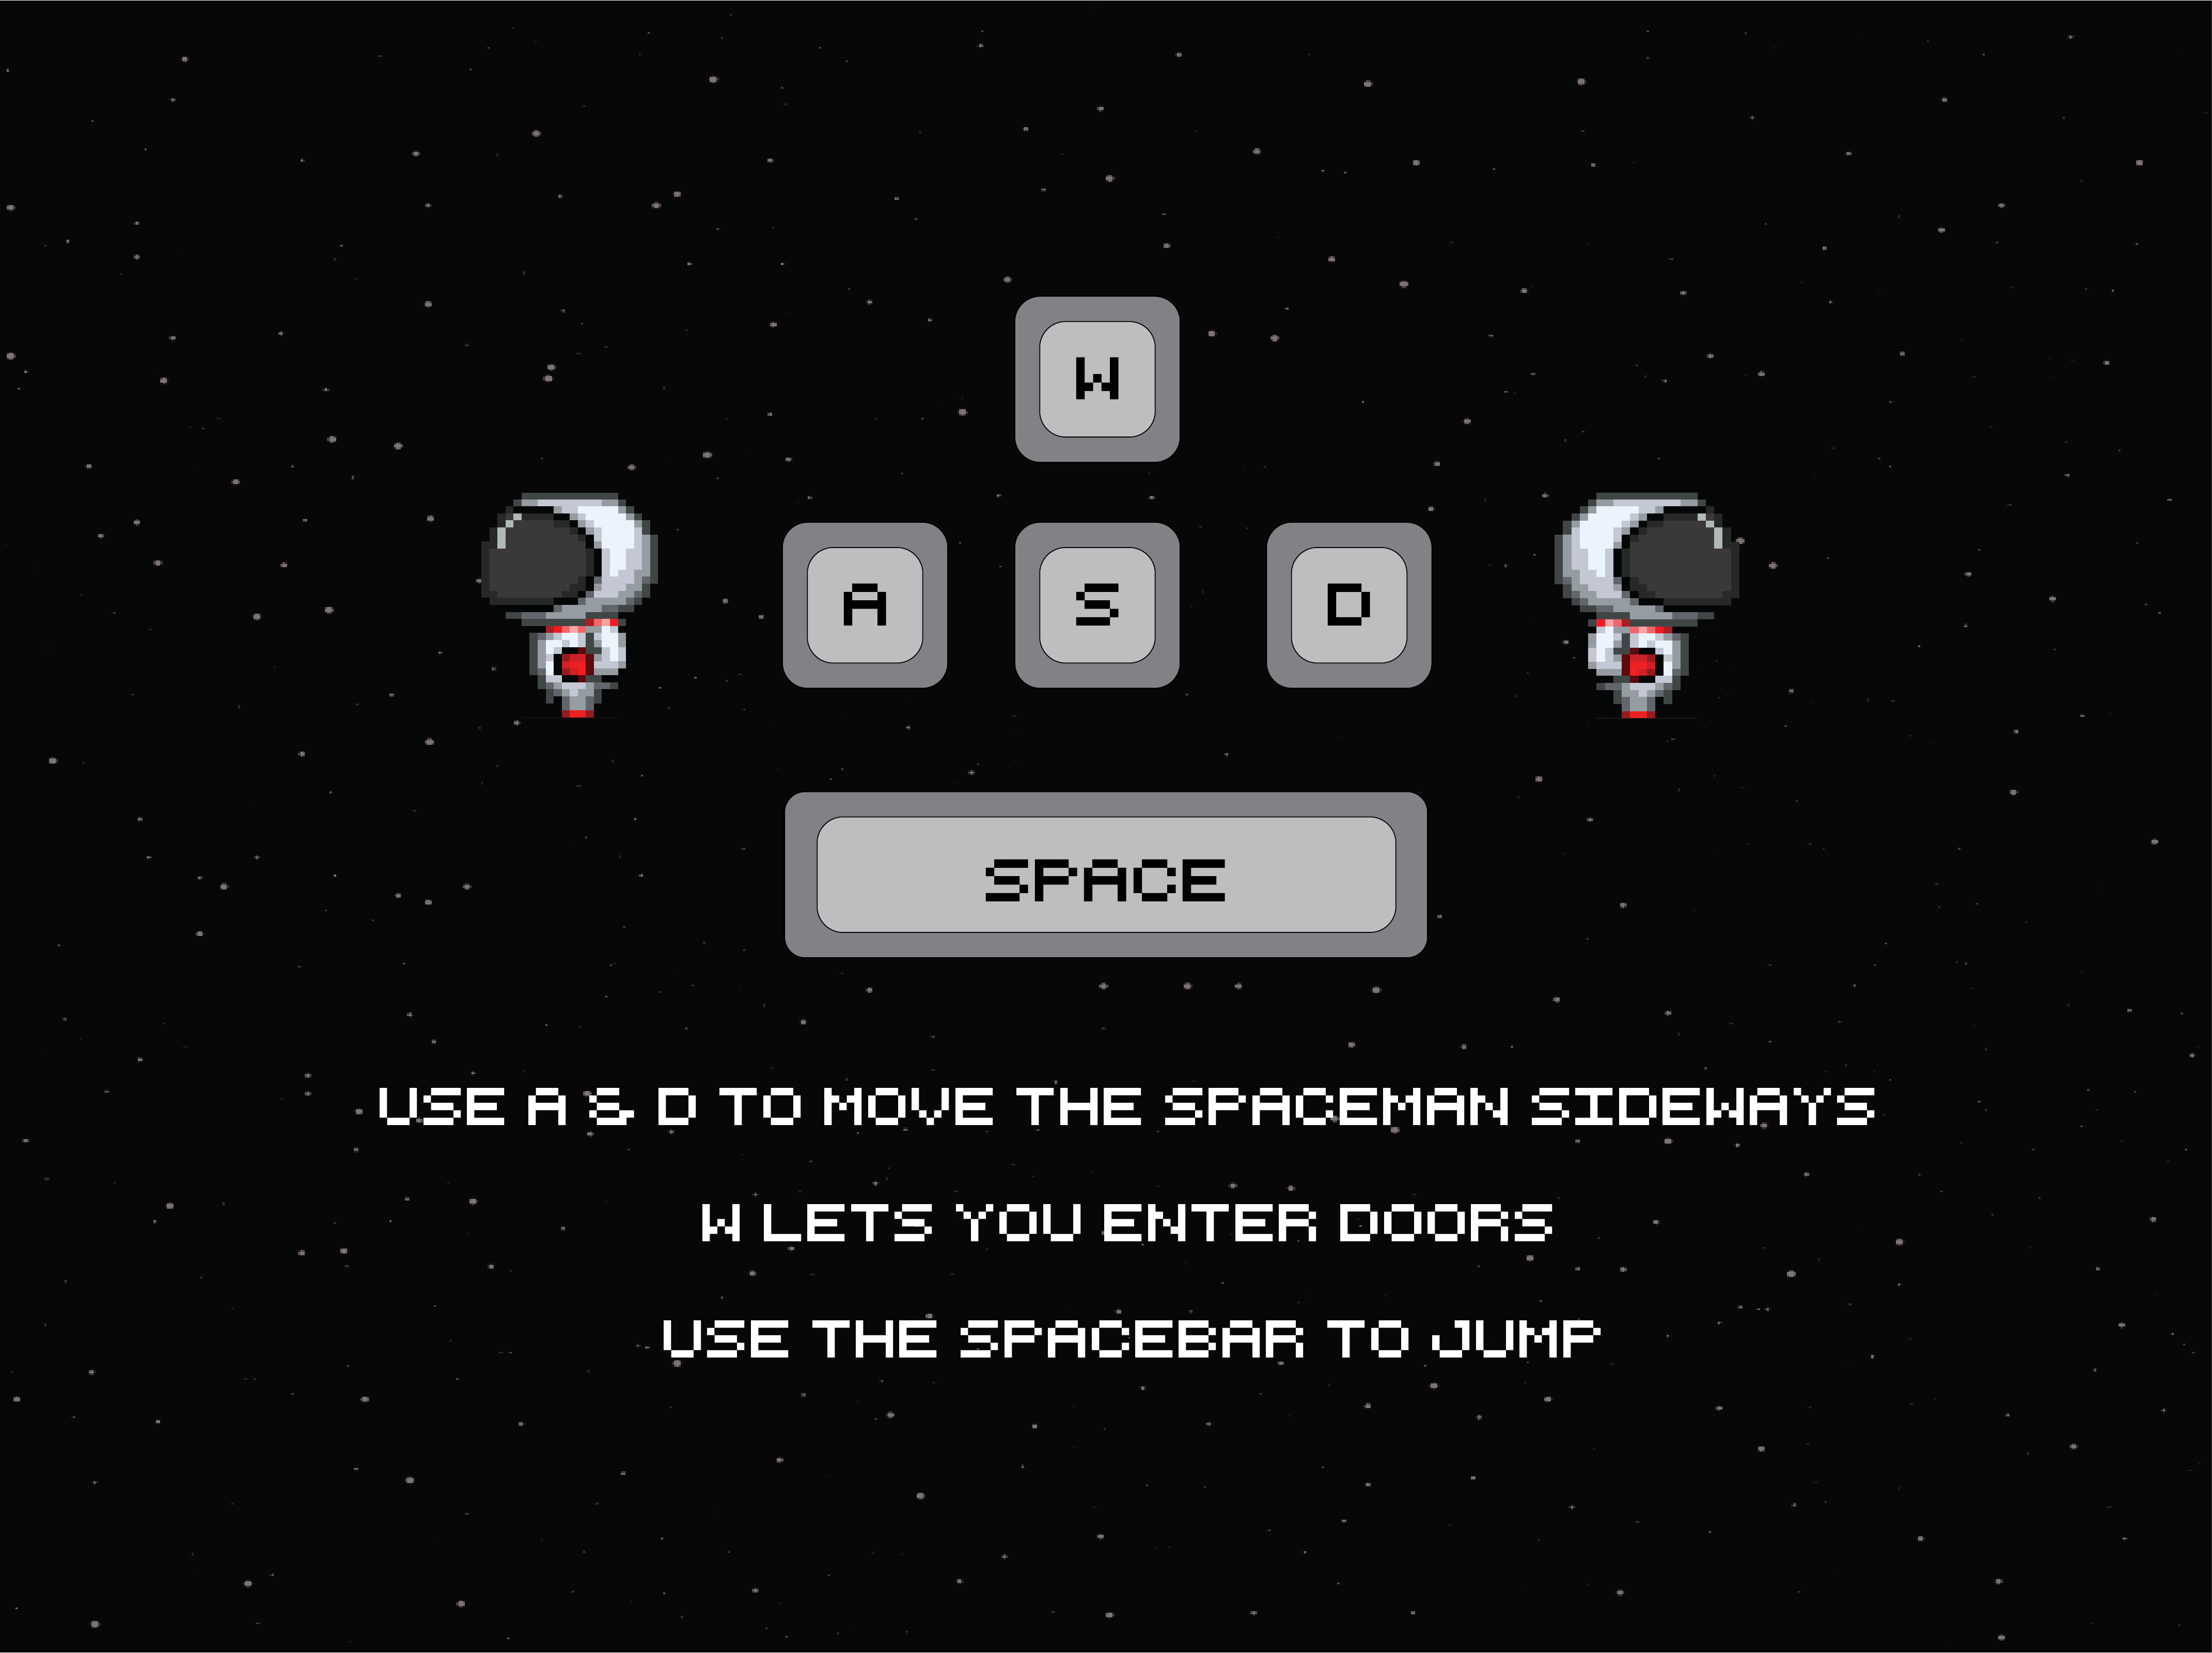 W
A S D
SPACE
USE A & D TO MOVE THE SPACEMAN SIDEWAYS
W LETS YOU ENTER DOORS
USE THE SPACEBAR TO JUMP